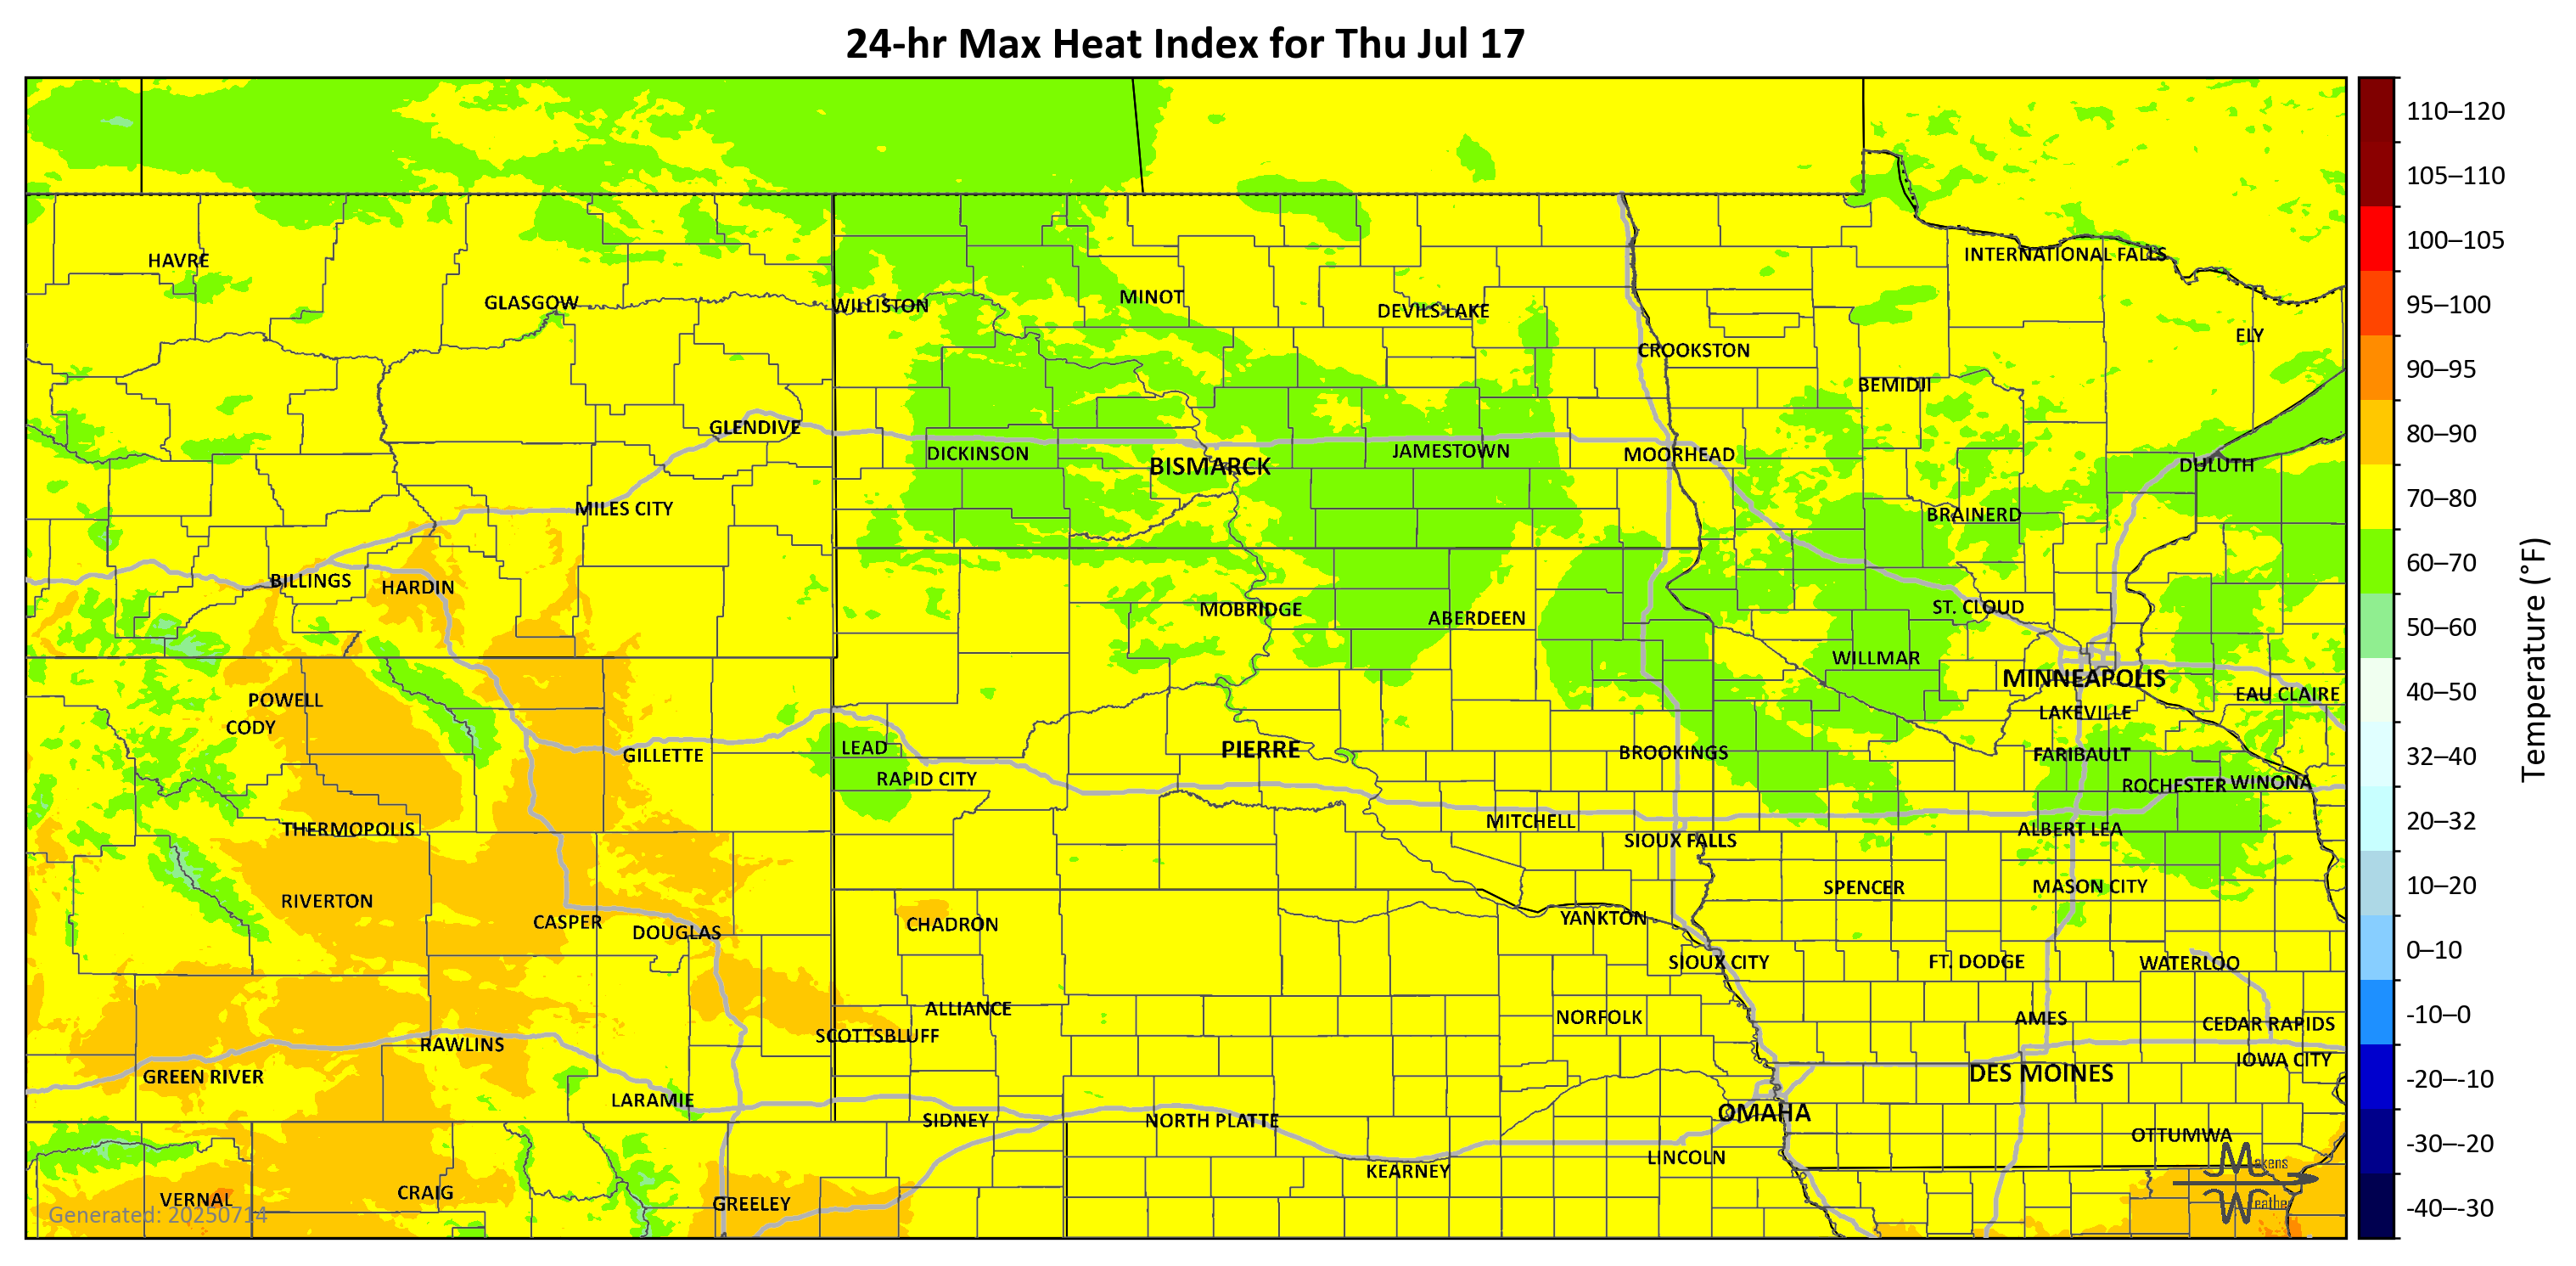 24-hr Max Heat Index for Thu Jul 17
110–120
105–110
100–105
95–100
90–95
80–90
70–80
60–70
50–60
40–50
32–40
20–32
10–20
0–10
-10–0
-20–-10
-30–-20
-40–-30
Temperature (°F)
HAVRE
INTERNATIONAL FALLS
GLASGOW
WILLISTON
MINOT
DEVILS LAKE
ELY
CROOKSTON
BEMIDJI
GLENDIVE
DICKINSON
BISMARCK
JAMESTOWN
MOORHEAD
DULUTH
MILES CITY
BRAINERD
BILLINGS
HARDIN
MOBRIDGE
ABERDEEN
ST. CLOUD
WILLMAR
MINNEAPOLIS
EAU CLAIRE
POWELL
CODY
LAKEVILLE
GILLETTE
LEAD
RAPID CITY
PIERRE
BROOKINGS
FARIBAULT
ROCHESTER
WINONA
THERMOPOLIS
MITCHELL
SIOUX FALLS
ALBERT LEA
RIVERTON
SPENCER
MASON CITY
CASPER
DOUGLAS
CHADRON
YANKTON
SIOUX CITY
FT. DODGE
WATERLOO
ALLIANCE
SCOTTSBLUFF
NORFOLK
AMES
CEDAR RAPIDS
RAWLINS
IOWA CITY
GREEN RIVER
DES MOINES
LARAMIE
SIDNEY
NORTH PLATTE
OMAHA
OTTUMWA
LINCOLN
KEARNEY
VERNAL
CRAIG
GREELEY
Generated: 20250714
Makens
Weather